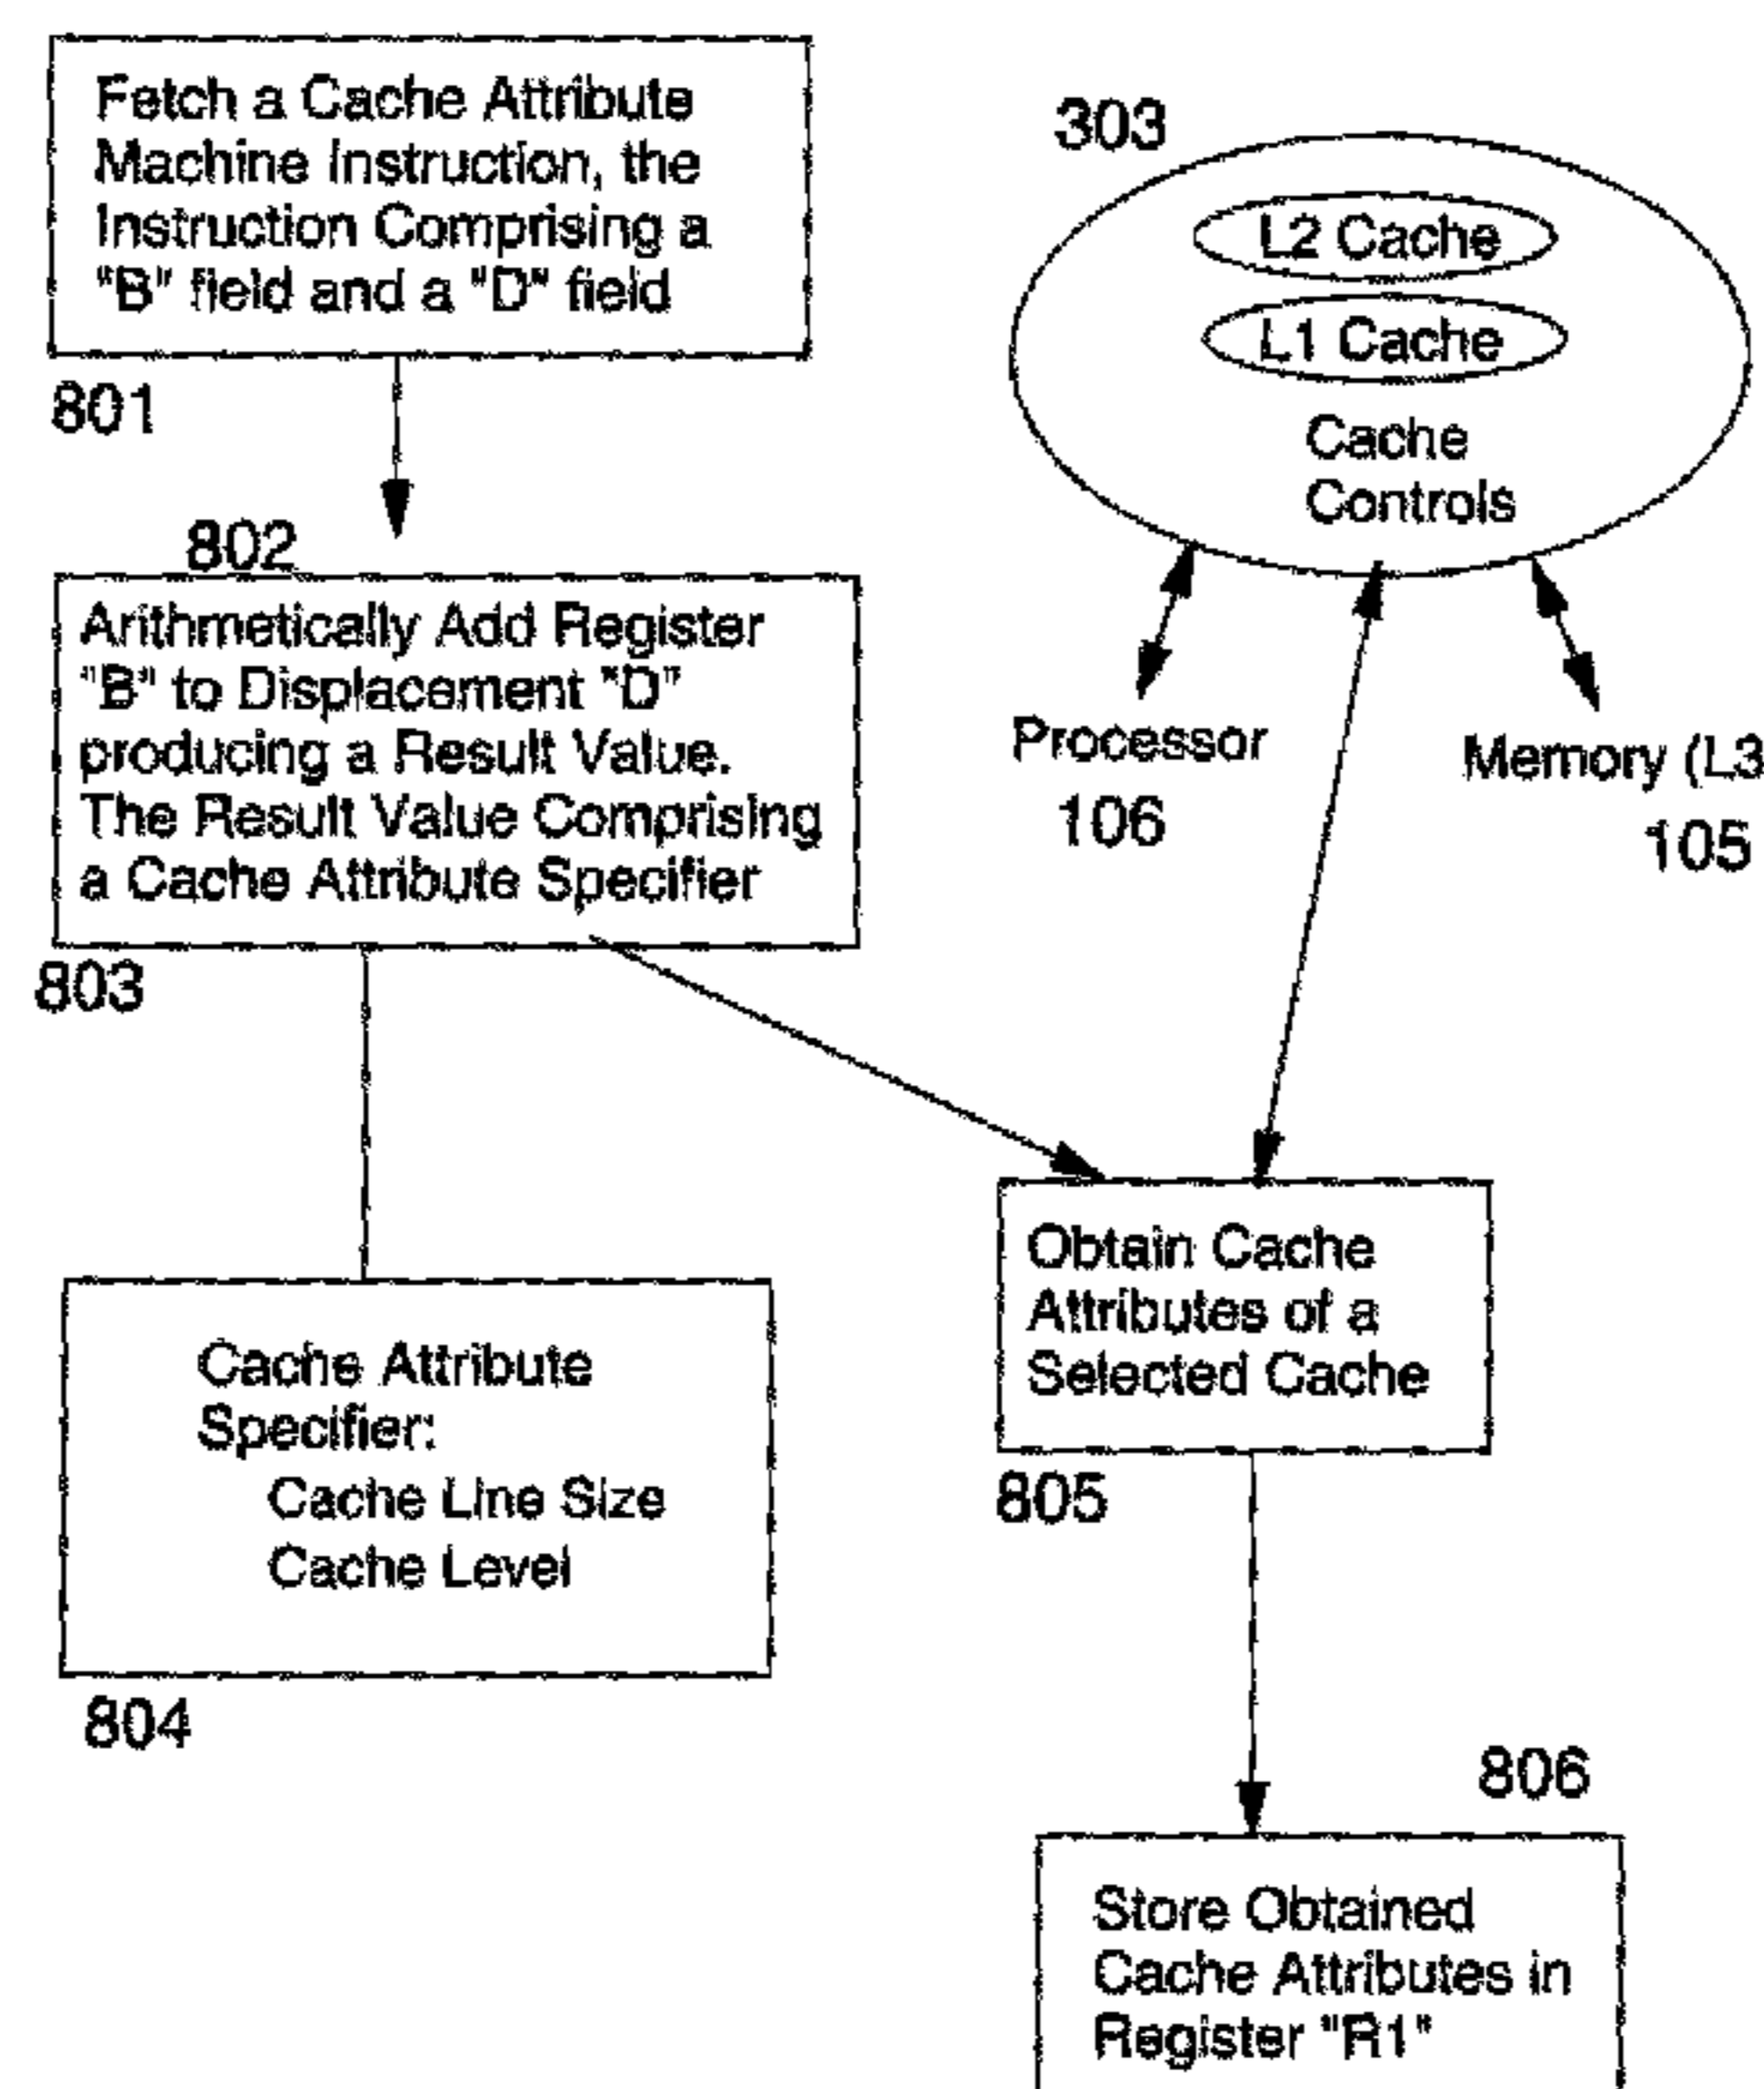 Fetch a Cache Attribute
Machine Instruction, the
Instruction Comprising a
"B" field and a "D" field
801
802
Arithmetically Add Register
"B" to Displacement "D"
producing a Result Value.
The Result Value Comprising
a Cache Attribute Specifier
803
Cache Attribute
Specifier:
Cache Line Size
Cache Level
804
303
L2 Cache
L1 Cache
Cache
Controls
Processor
106
Memory (L3
105
Obtain Cache
Attributes of a
Selected Cache
805
806
Store Obtained
Cache Attributes in
Register "R1"